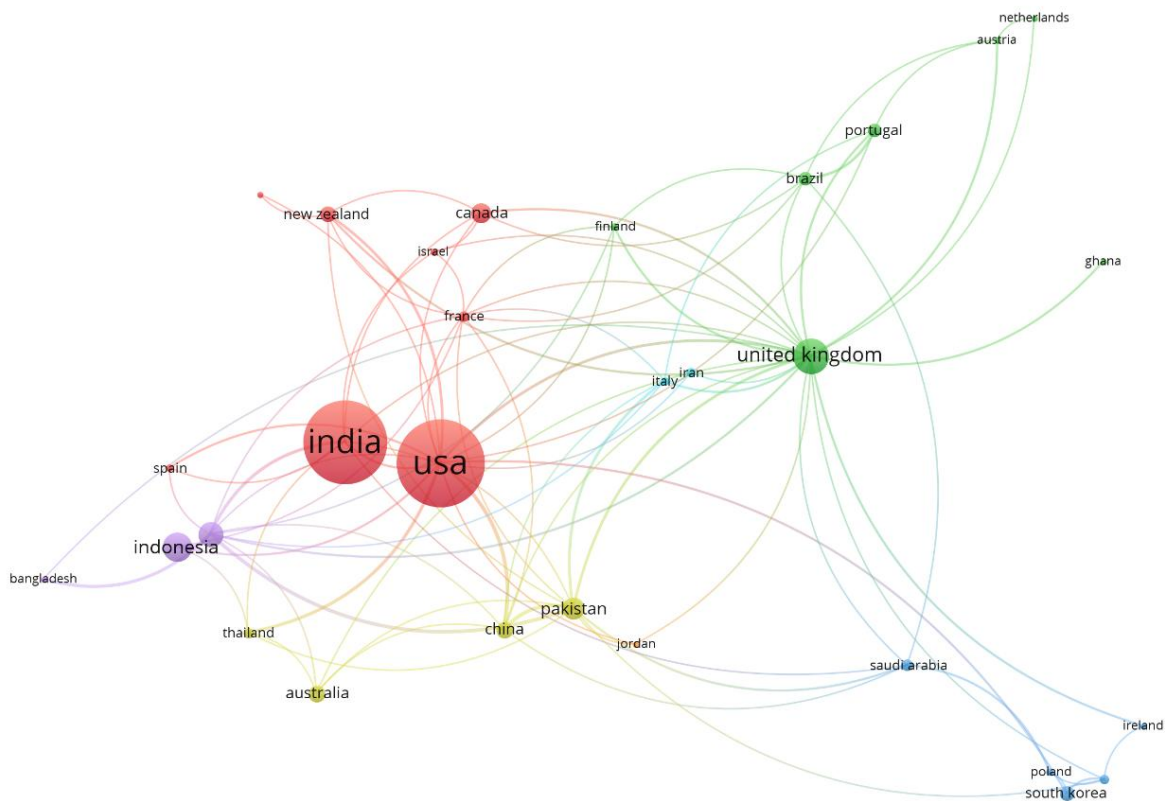 netherlands
austria
portugal
brazil
new zealand
canada
finland
israel
ghana
france
united kingdom
iran
italy
india
usa
spain
indonesia
bangladesh
pakistan
china
thailand
jordan
saudi arabia
australia
ireland
poland
south korea